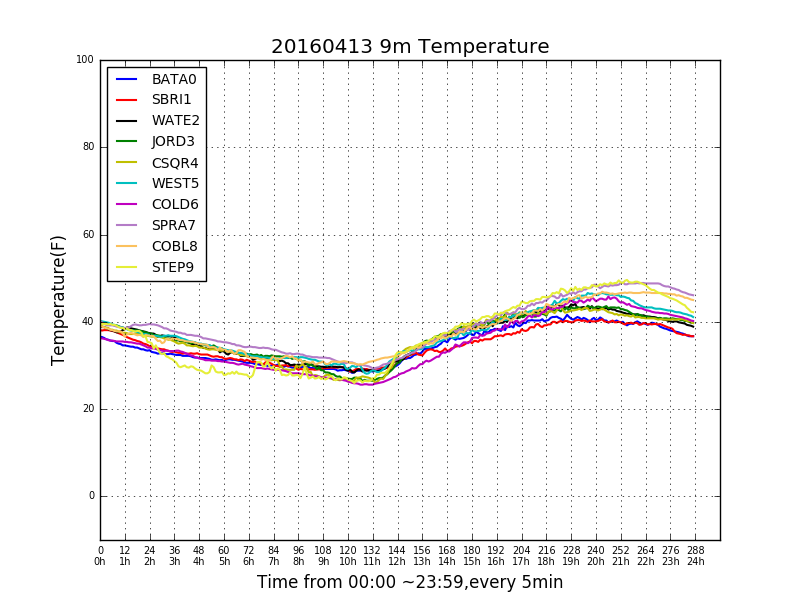 20160413 9m Temperature
100
80
60
40
20
0
Temperature(F)
BATA0
SBRI1
WATE2
JORD3
CSQR4
WEST5
COLD6
SPRA7
COBL8
STEP9
0 12 24 36 48 60 72 84 96 108 120 132 144 156 168 180 192 204 216 228 240 252 264 276 288
0h 1h 2h 3h 4h 5h 6h 7h 8h 9h 10h 11h 12h 13h 14h 15h 16h 17h 18h 19h 20h 21h 22h 23h 24h
Time from 00:00 ~23:59,every 5min